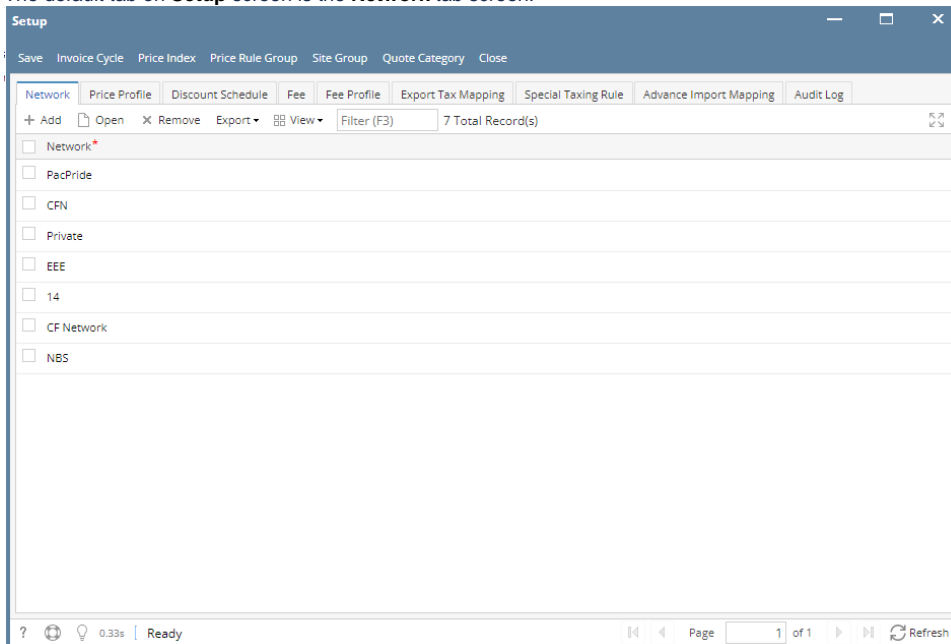 The default tab on Setup screen is the Network tab screen.
Setup
Save Invoice Cycle Price Index Price Rule Group Site Group Quote Category Close
Network Price Profile Discount Schedule Fee Fee Profile Export Tax Mapping Special Taxing Rule Advance Import Mapping Audit Log
+ Add Open X Remove Export View Filter (F3) 7 Total Record(s)
Network*
PacPride
CFN
Private
EEE
14
CF Network
NBS
? 0.33s Ready Page 1 of 1 Refresh